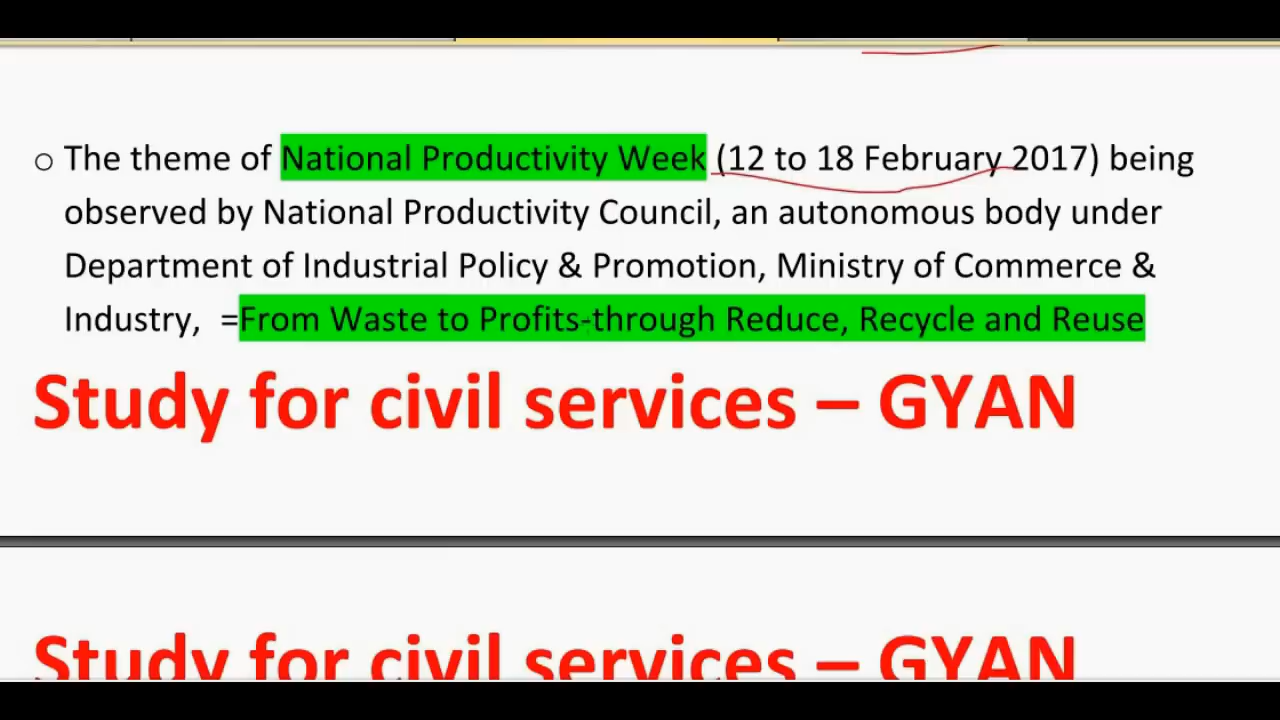 ○ The theme of National Productivity Week (12 to 18 February 2017) being
observed by National Productivity Council, an autonomous body under
Department of Industrial Policy & Promotion, Ministry of Commerce &
Industry,  =From Waste to Profits-through Reduce, Recycle and Reuse
Study for civil services – GYAN
Study for civil services – GYAN